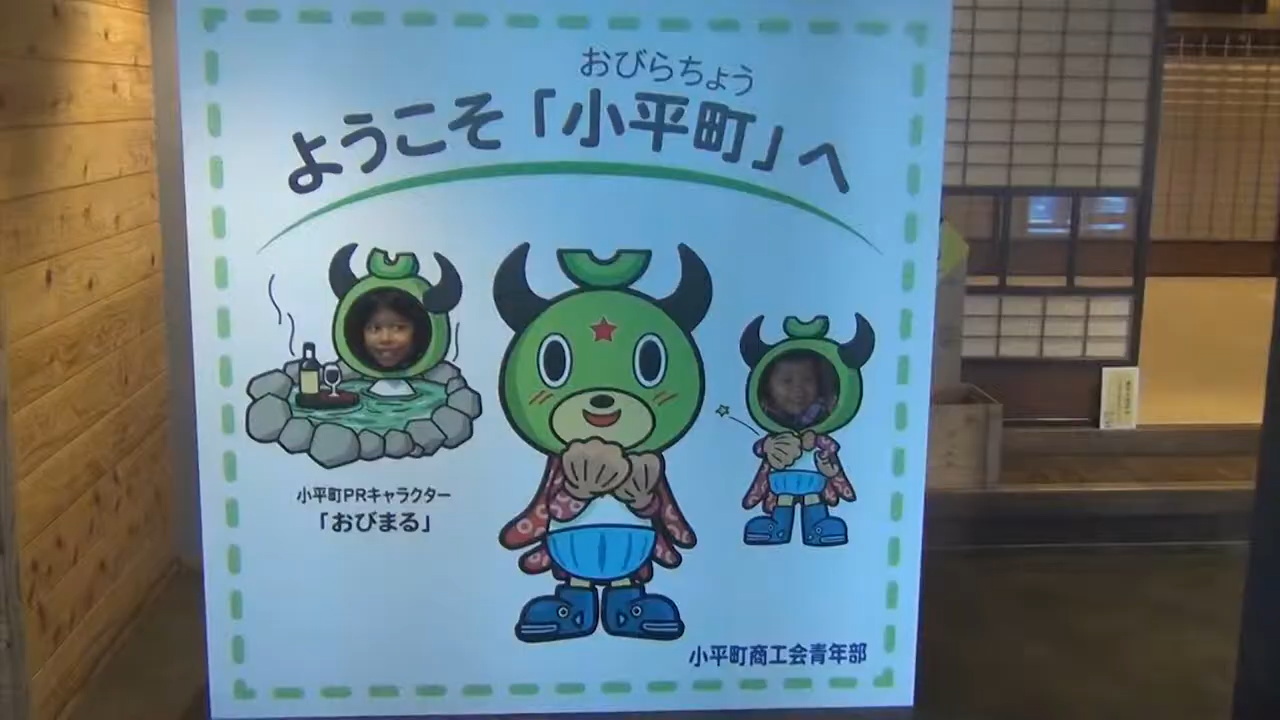 おびらちょう
ようこそ「小平町」へ
小平町PRキャラクター
「おびまる」
小平町商工会青年部